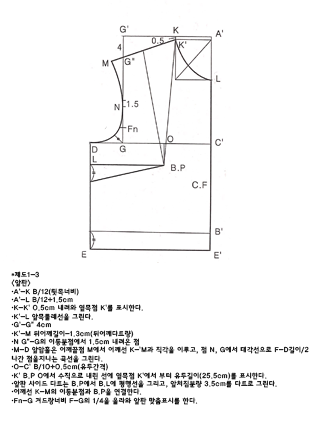 G' K A'
0.5
4 K'
G"
M
L
N 1.5
Fn
O
D G C'
L
B.P
C.F
B'
E E'
*제도1-3
<앞판>
·A'-K B/12(뒷목너비)
·A'-L B/12+1.5cm
·K-K' 0.5cm 내려와 옆목점 K'를 표시한다.
·K'-L 앞목둘레선을 그린다.
·G'-G" 4cm
·K'-M 뒤어깨길이-1.3cm(뒤어깨다트량)
·N G"-G의 이등분점에서 1.5cm 내려온 점
·M-D 앞암홀은 어깨끝점 M에서 어깨선 K-'M과 직각을 이루고, 점 N, G에서 대각선으로 F-D길이/2
나간 점을지나는 곡선을 그린다.
·O-C' B/10+0.5cm(유두간격)
·K' B.P O에서 수직으로 내린 선에 옆목점 K'에서 부터 유두길이(25.5cm)를 표시한다.
·앞판 사이드 다트는 B.P에서 B.L에 평행선을 그리고, 앞처짐분량 3.5cm를 다트로 그린다.
·어깨선 K-M의 이등분점과 B.P을 연결한다.
·Fn-G 겨드랑너비 F-G의 1/4을 올라와 앞판 맞춤표시를 한다.